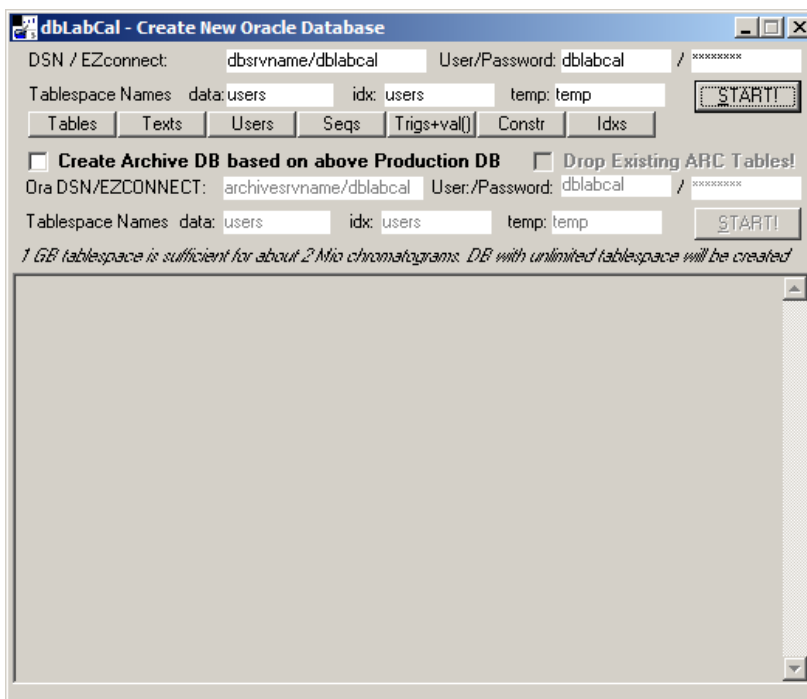 dbLabCal - Create New Oracle Database
DSN / EZconnect: dbsrvname/dblabcal User/Password: dblabcal / ********
Tablespace Names data: users idx: users temp: temp START!
Tables Texts Users Seqs Trigs+val() Constr Idxs
Create Archive DB based on above Production DB Drop Existing ARC Tables!
Ora DSN/EZCONNECT: archivesrvname/dblabcal User:/Password: dblabcal / ********
Tablespace Names data: users idx: users temp: temp START!
1 GB tablespace is sufficient for about 2 Mio chromatograms. DB with unlimited tablespace will be created